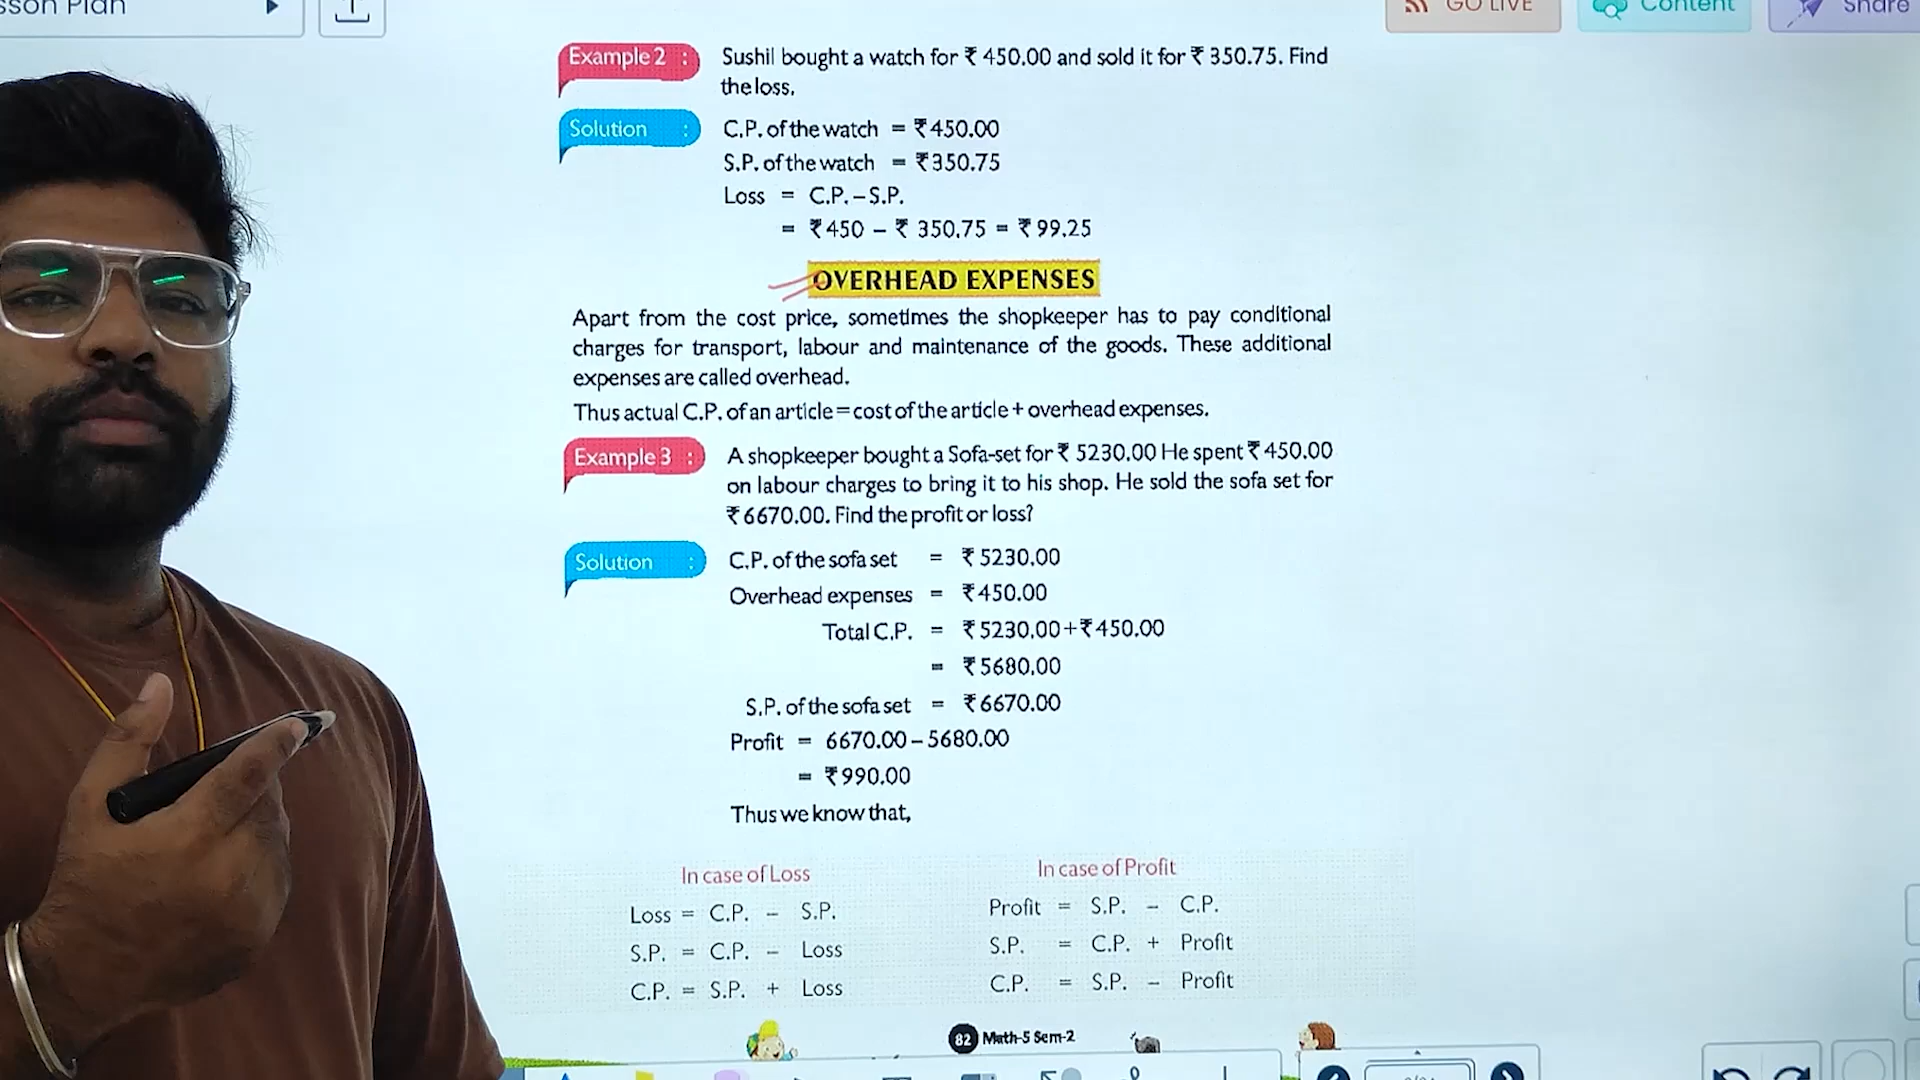 sson Plan
GO LIVE
Content
Share
Example 2 :
Sushil bought a watch for ₹ 450.00 and sold it for ₹ 350.75. Find
the loss.
Solution :
C.P. of the watch = ₹450.00
S.P. of the watch = ₹350.75
Loss = C.P. – S.P.
= ₹450 – ₹ 350.75 = ₹ 99.25
OVERHEAD EXPENSES
Apart from the cost price, sometimes the shopkeeper has to pay conditional
charges for transport, labour and maintenance of the goods. These additional
expenses are called overhead.
Thus actual C.P. of an article = cost of the article + overhead expenses.
Example 3 :
A shopkeeper bought a Sofa-set for ₹ 5230.00 He spent ₹ 450.00
on labour charges to bring it to his shop. He sold the sofa set for
₹ 6670.00. Find the profit or loss?
Solution :
C.P. of the sofa set = ₹ 5230.00
Overhead expenses = ₹450.00
Total C.P. = ₹ 5230.00+₹450.00
= ₹ 5680.00
S.P. of the sofa set = ₹ 6670.00
Profit = 6670.00 – 5680.00
= ₹ 990.00
Thus we know that,
In case of Loss
Loss = C.P. – S.P.
S.P. = C.P. – Loss
C.P. = S.P. + Loss
In case of Profit
Profit = S.P. – C.P.
S.P. = C.P. + Profit
C.P. = S.P. – Profit
82 Math-5 Sem-2